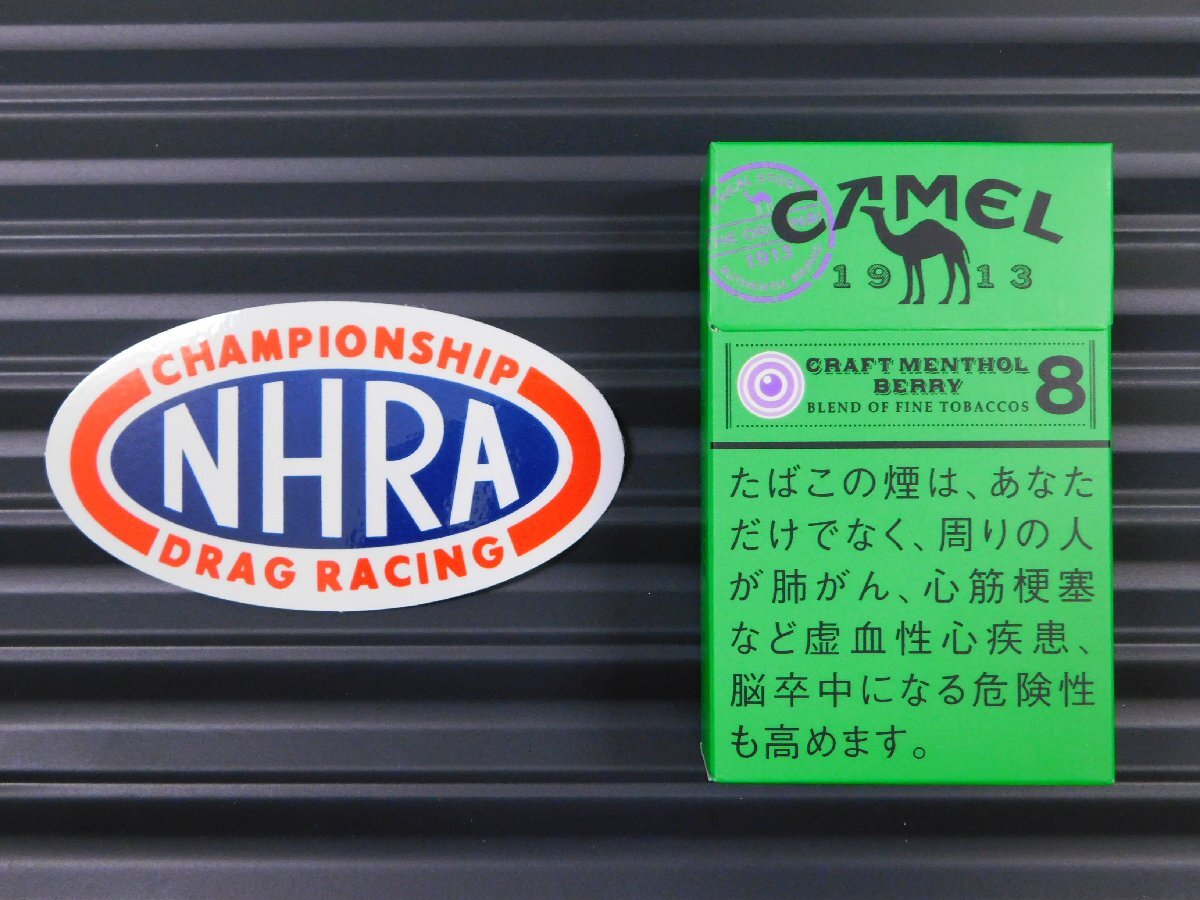 CHAMPIONSHIP
NHRA
DRAG RACING
CAMEL
1913
1913
CRAFT MENTHOL
BERRY
BLEND OF FINE TOBACCOS
8
たばこの煙は、あなた
だけでなく、周りの人
が肺がん、心筋梗塞
など虚血性心疾患、
脳卒中になる危険性
も高めます。